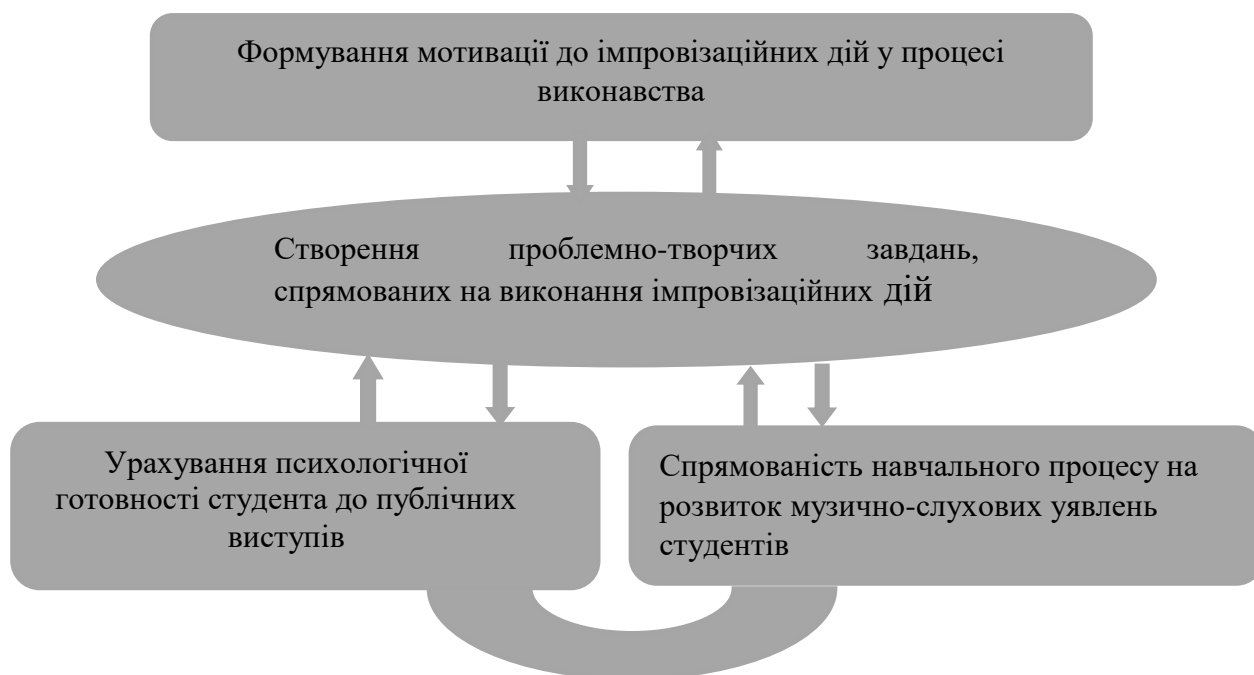 Формування мотивації до імпровізаційних дій у процесі
виконавства
Створення проблемно-творчих завдань,
спрямованих на виконання імпровізаційних дій
Урахування психологічної
готовності студента до публічних
виступів
Спрямованість навчального процесу на
розвиток музично-слухових уявлень
студентів